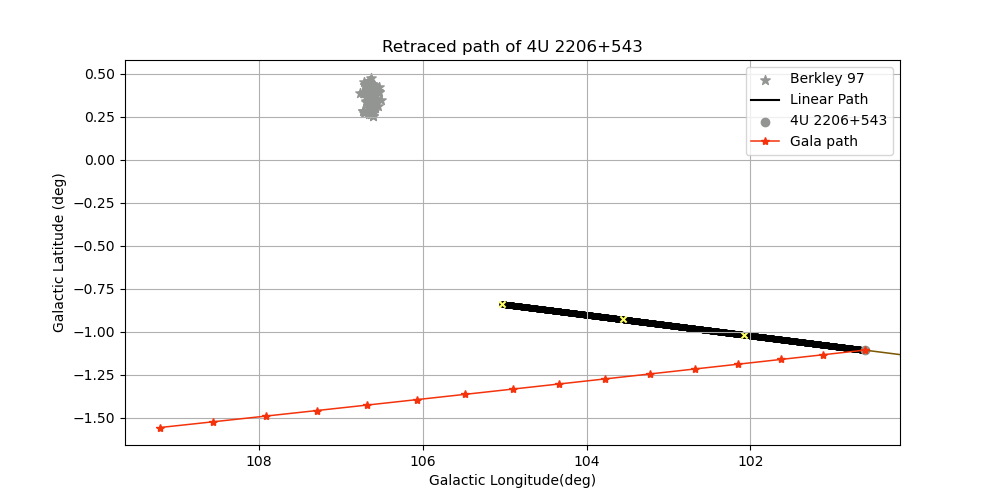 Retraced path of 4U 2206+543
Berkley 97
Linear Path
4U 2206+543
Gala path
0.50
0.25
0.00
−0.25
−0.50
−0.75
−1.00
−1.25
−1.50
Galactic Latitude (deg)
108
106
104
102
Galactic Longitude(deg)